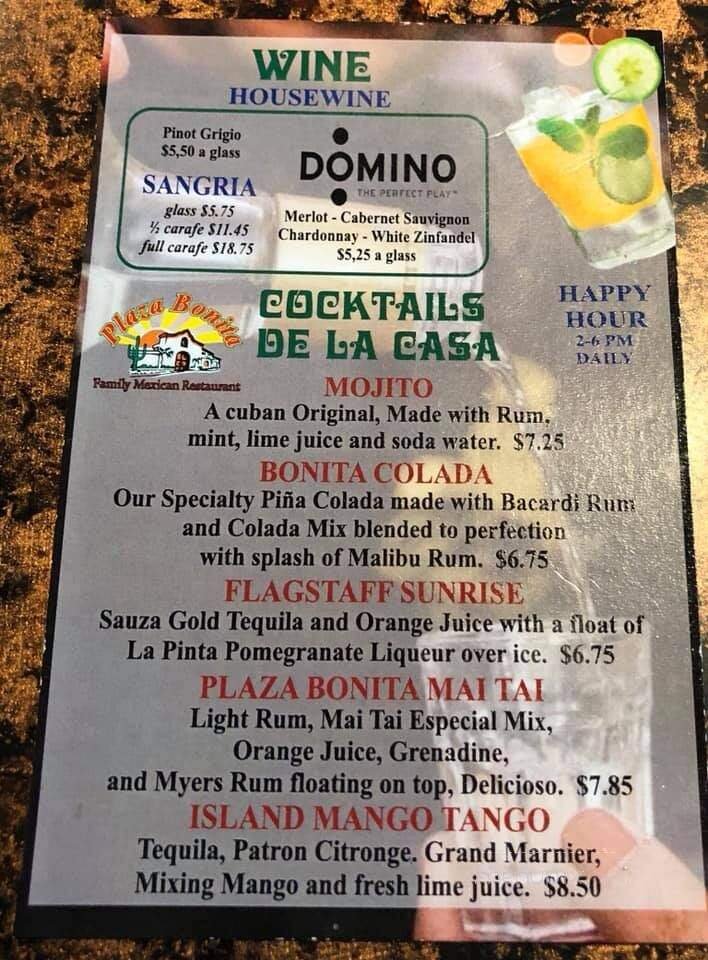 WINE
HOUSEWINE
Pinot Grigio
$5,50 a glass
SANGRIA
glass $5.75
½ carafe $11.45
full carafe $18.75
DOMINO
THE PERFECT PLAY™
Merlot - Cabernet Sauvignon
Chardonnay - White Zinfandel
$5,25 a glass
Plaza Bonita
Family Mexican Restaurant
COCKTAILS
DE LA CASA
HAPPY
HOUR
2-6 PM
DAILY
MOJITO
A cuban Original, Made with Rum,
mint, lime juice and soda water. $7.25
BONITA COLADA
Our Specialty Piña Colada made with Bacardi Rum
and Colada Mix blended to perfection
with splash of Malibu Rum. $6.75
FLAGSTAFF SUNRISE
Sauza Gold Tequila and Orange Juice with a float of
La Pinta Pomegranate Liqueur over ice. $6.75
PLAZA BONITA MAI TAI
Light Rum, Mai Tai Especial Mix,
Orange Juice, Grenadine,
and Myers Rum floating on top, Delicioso. $7.85
ISLAND MANGO TANGO
Tequila, Patron Citronge. Grand Marnier,
Mixing Mango and fresh lime juice. $8.50